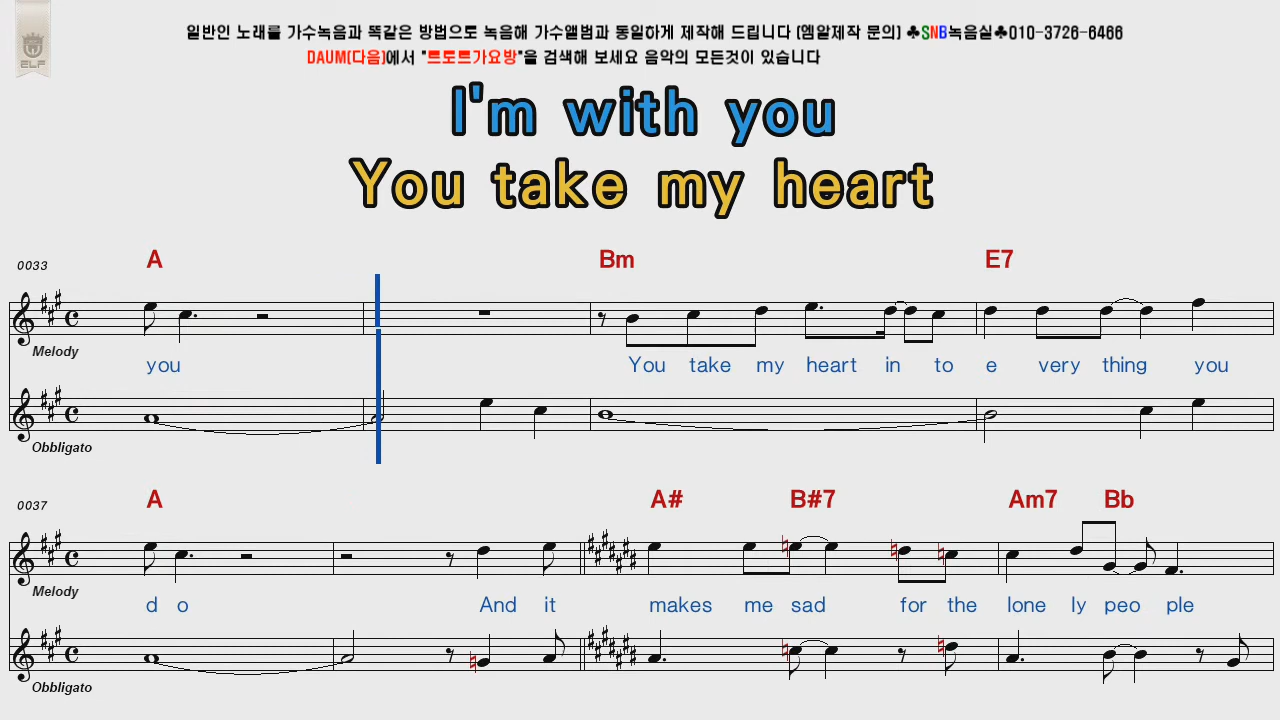 일반인 노래를 가수녹음과 똑같은 방법으로 녹음해 가수앨범과 동일하게 제작해 드립니다 (엠알제작 문의) ♣SNB녹음실♣010-3726-6466
DAUM(다음)에서 "트토트가요방"을 검색해 보세요 음악의 모든것이 있습니다
ELF
I'm with you
You take my heart
0033 A Bm E7
Melody
you You take my heart in to e very thing you
Obbligato
0037 A A# B#7 Am7 Bb
Melody
d o And it makes me sad for the lone ly peo ple
Obbligato